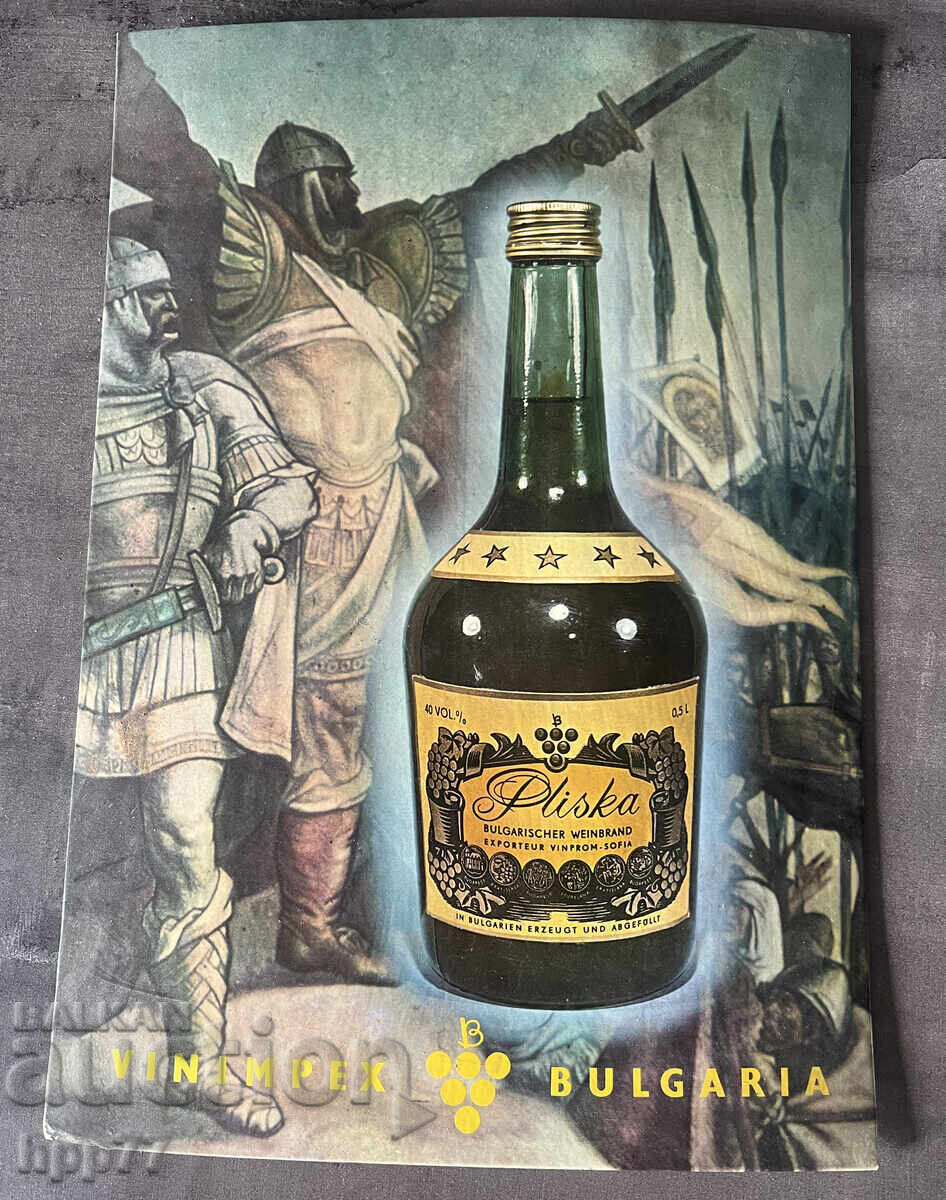 40 VOL.%
0,5 L
B
Pliska
BULGARISCHER WEINBRAND
EXPORTEUR VINPROM-SOFIA
IN BULGARIEN ERZEUGT UND ABGEFÜLLT
B
VINIMPEX BULGARIA
BALKAN
auction
hpp77